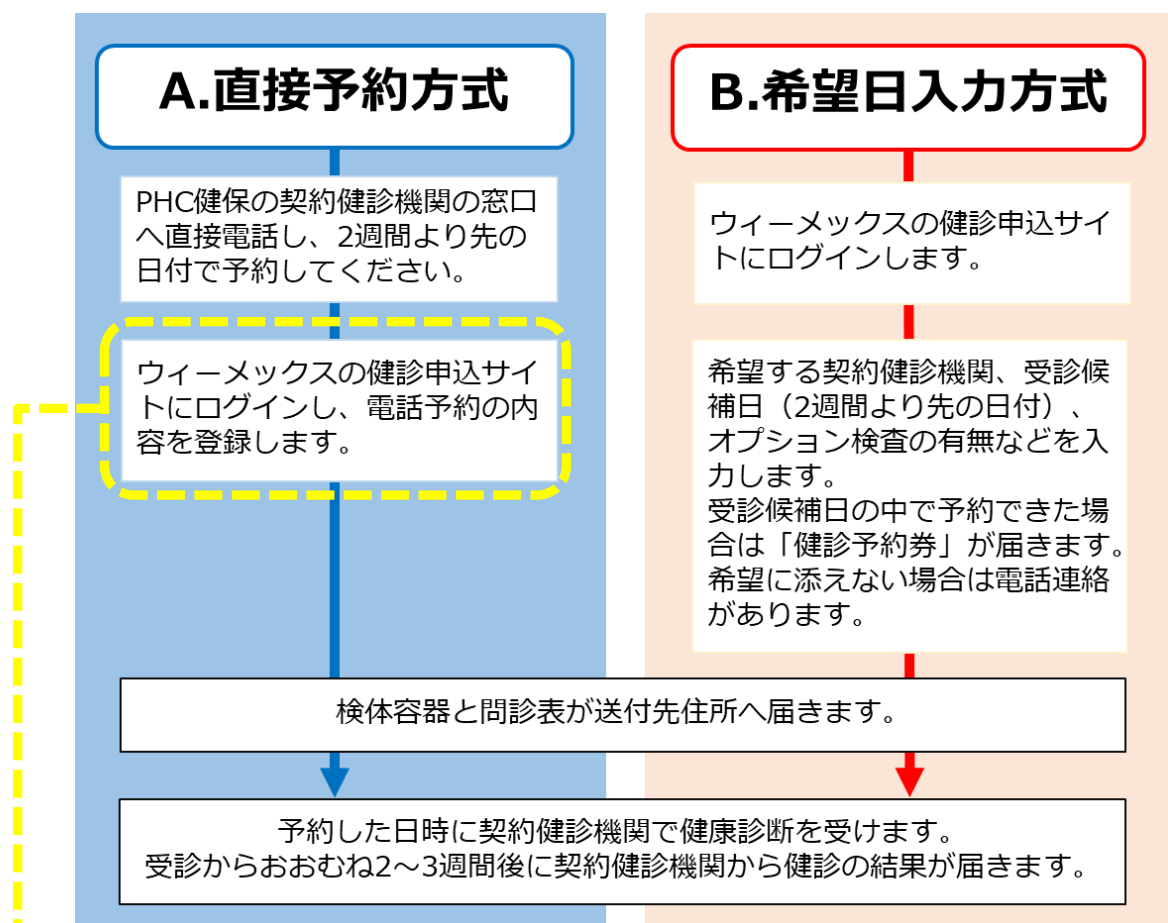 A.直接予約方式
PHC健保の契約健診機関の窓口
へ直接電話し、2週間より先の
日付で予約してください。
ウィーメックスの健診申込サイ
トにログインし、電話予約の内
容を登録します。
B.希望日入力方式
ウィーメックスの健診申込サイ
トにログインします。
希望する契約健診機関、受診候
補日（2週間より先の日付）、
オプション検査の有無などを入
力します。
受診候補日の中で予約できた場
合は「健診予約券」が届きます。
希望に添えない場合は電話連絡
があります。
検体容器と問診表が送付先住所へ届きます。
予約した日時に契約健診機関で健康診断を受けます。
受診からおおむね2～3週間後に契約健診機関から健診の結果が届きます。